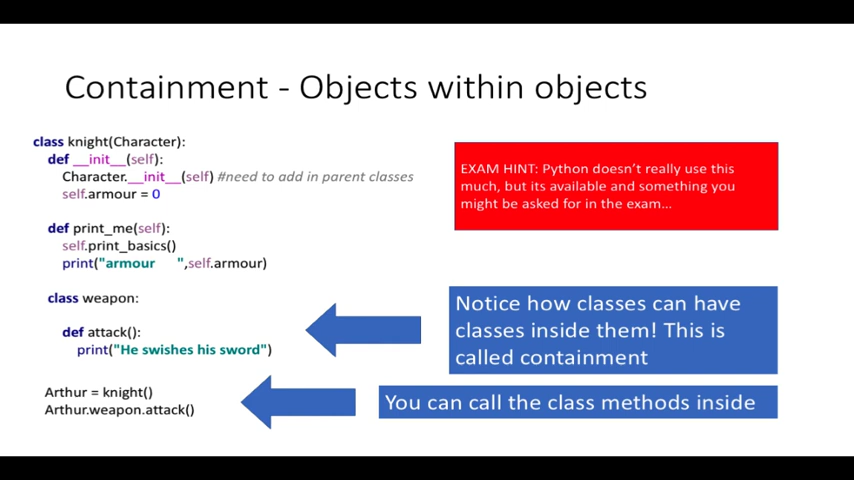 Containment - Objects within objects
class knight(Character):
def __init__(self):
Character.__init__(self) #need to add in parent classes
self.armour = 0
def print_me(self):
self.print_basics()
print("armour      ",self.armour)
class weapon:
def attack():
print("He swishes his sword")
Arthur = knight()
Arthur.weapon.attack()
EXAM HINT: Python doesn't really use this
much, but its available and something you
might be asked for in the exam...
Notice how classes can have
classes inside them! This is
called containment
You can call the class methods inside